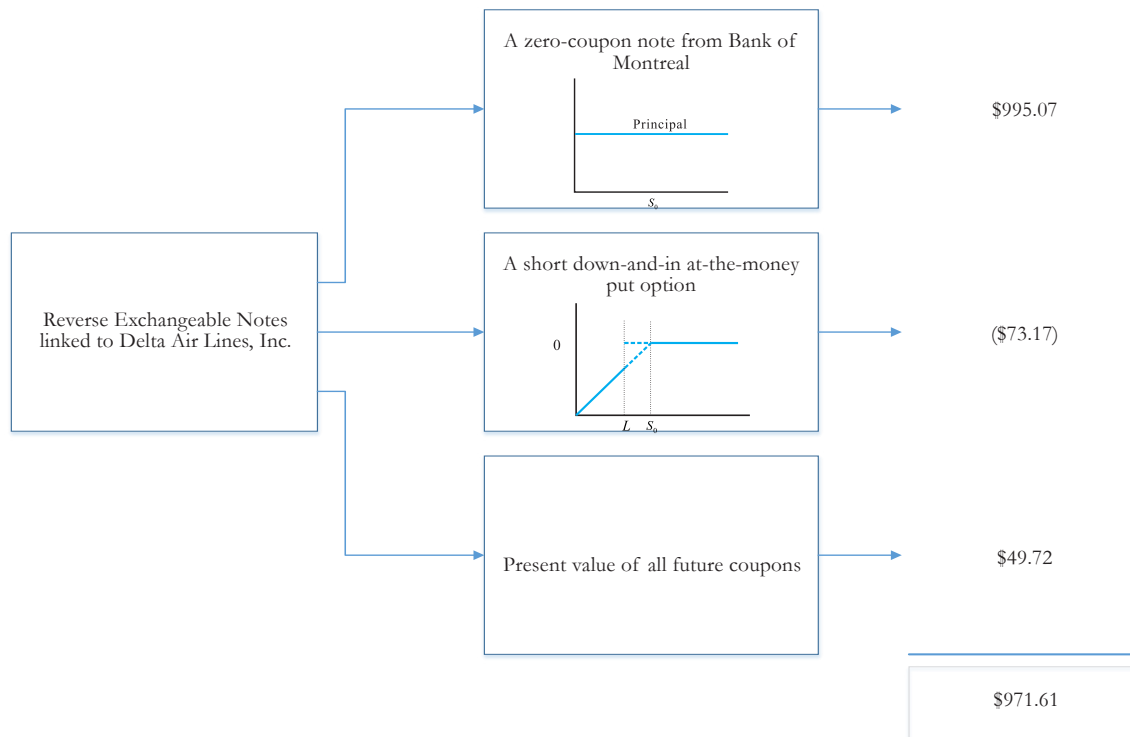 A zero-coupon note from Bank of
Montreal
Principal
S₀
$995.07
Reverse Exchangeable Notes
linked to Delta Air Lines, Inc.
A short down-and-in at-the-money
put option
0
L S₀
($73.17)
Present value of all future coupons
$49.72
$971.61